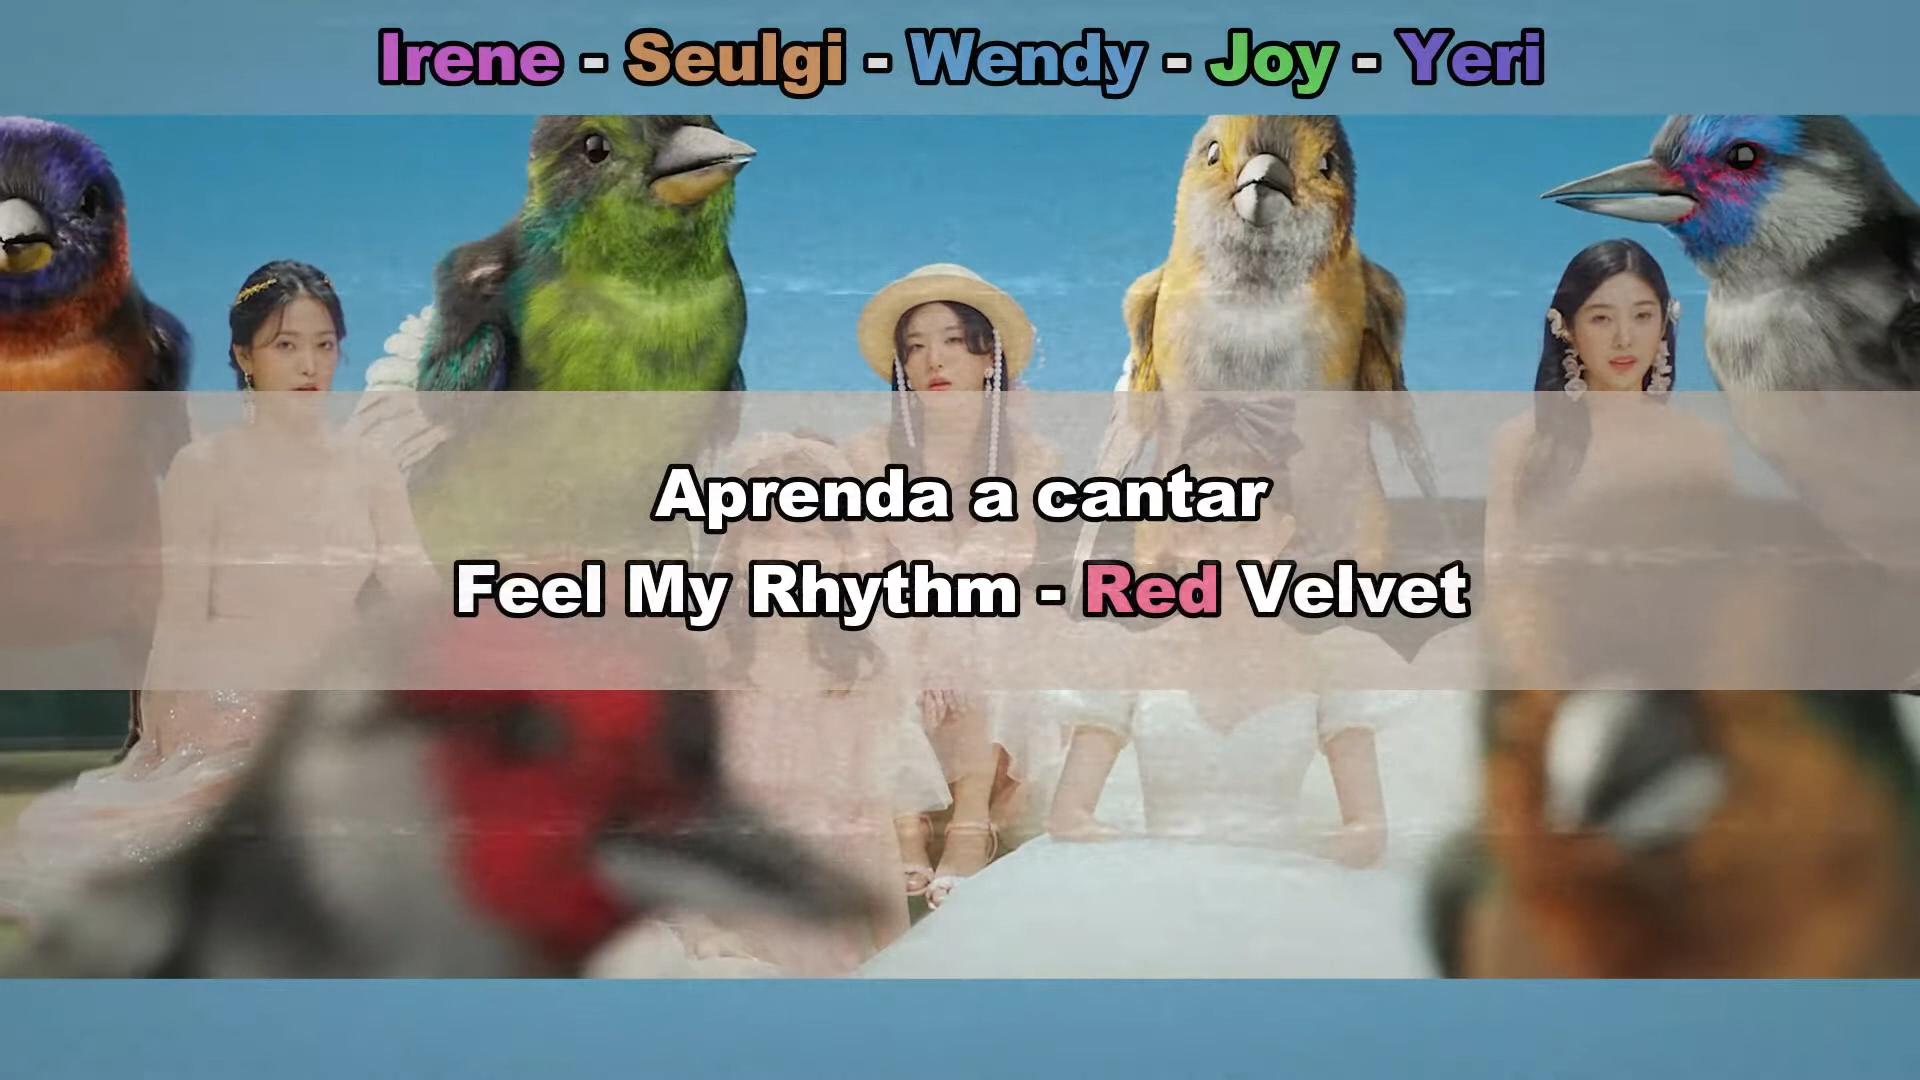 Irene - Seulgi - Wendy - Joy - Yeri
Aprenda a cantar
Feel My Rhythm - Red Velvet